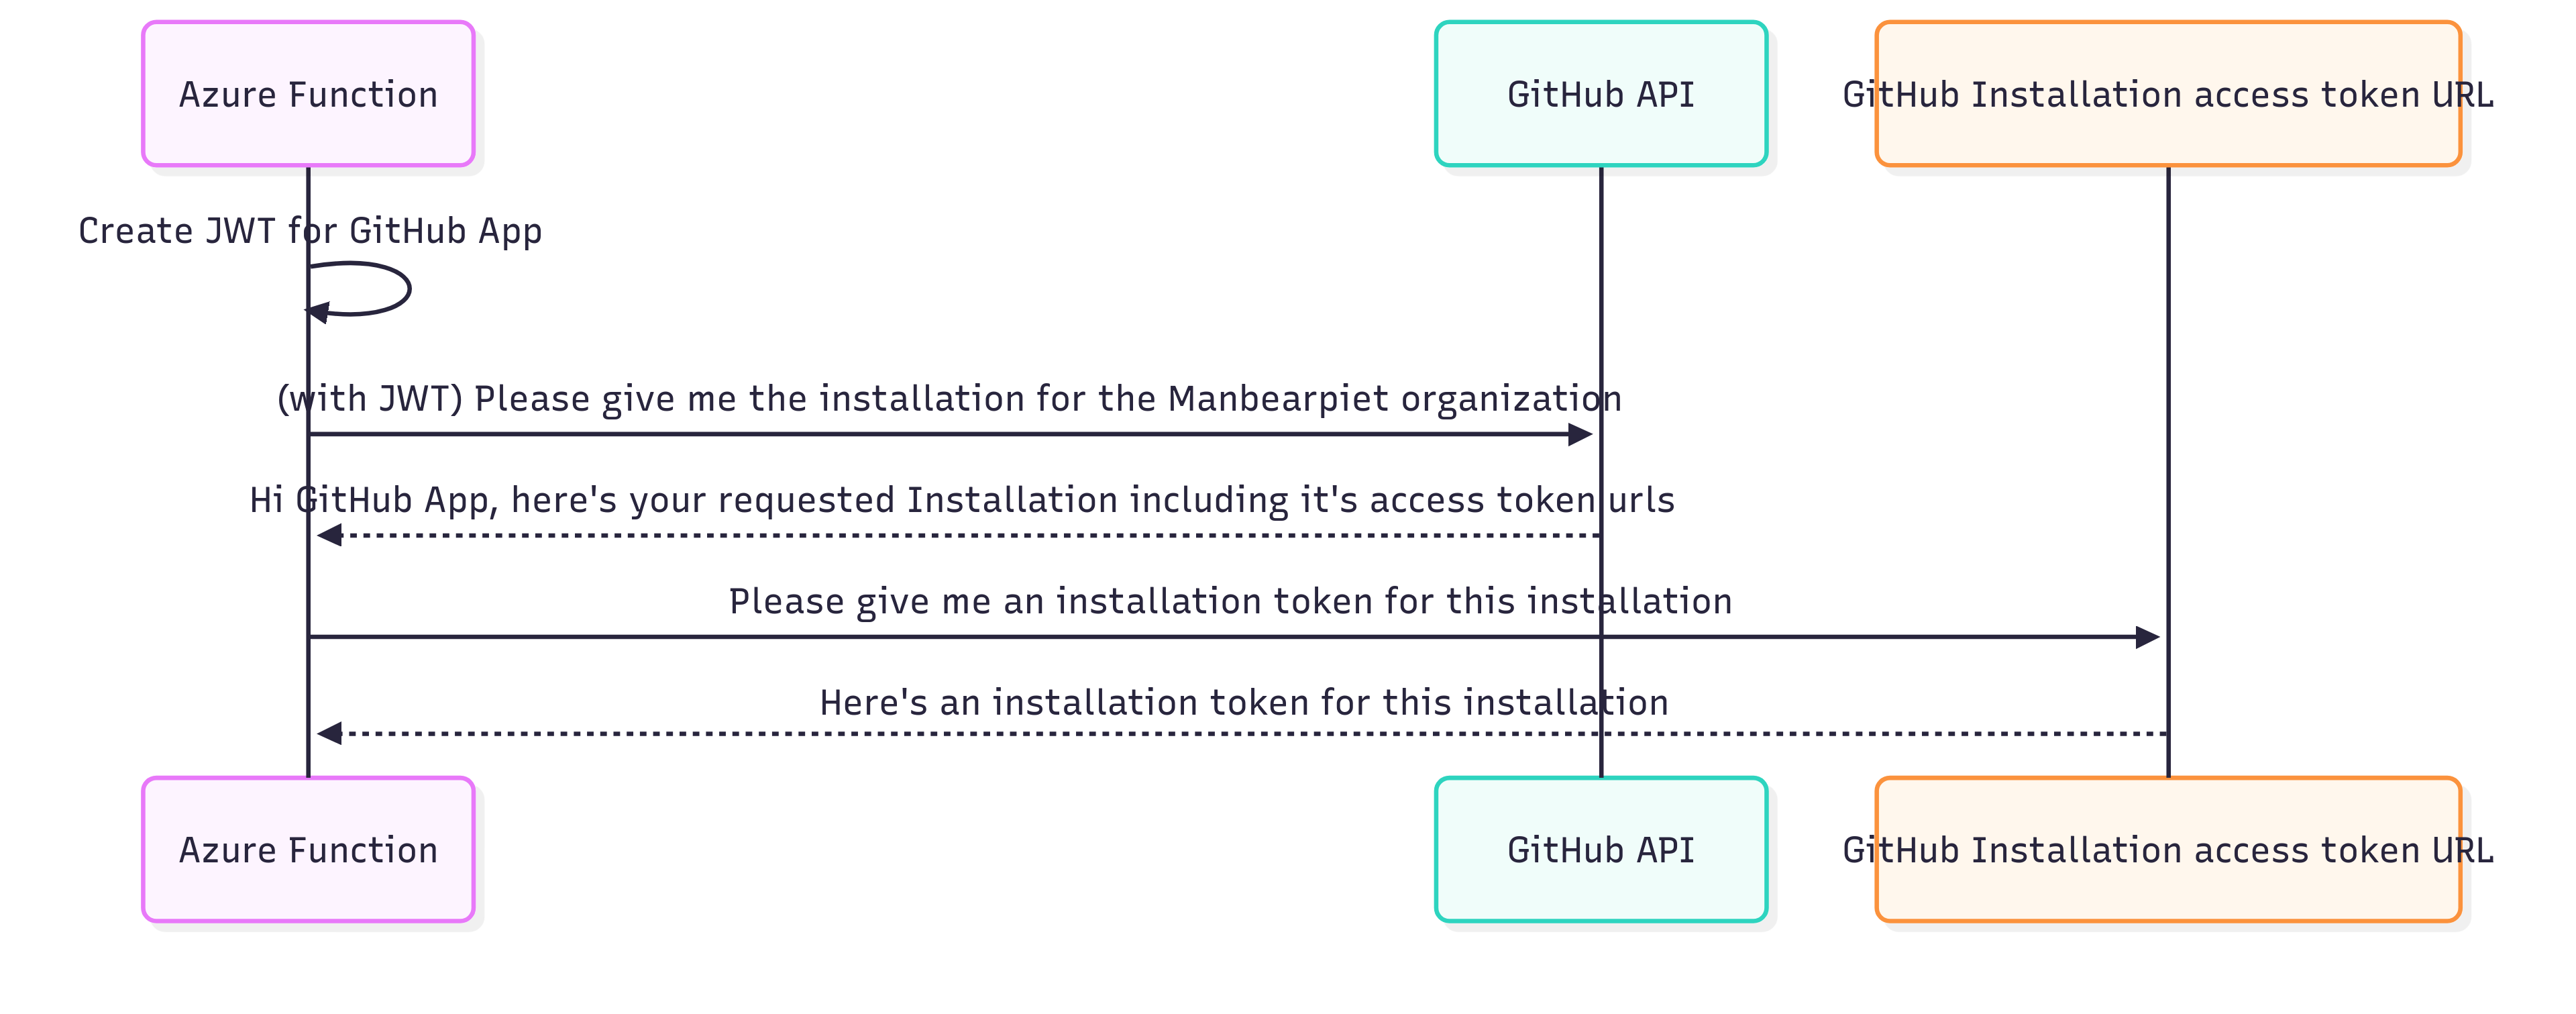 Azure Function
GitHub API
GitHub Installation access token URL
Create JWT for GitHub App
(with JWT) Please give me the installation for the Manbearpiet organization
Hi GitHub App, here's your requested Installation including it's access token urls
Please give me an installation token for this installation
Here's an installation token for this installation
Azure Function
GitHub API
GitHub Installation access token URL